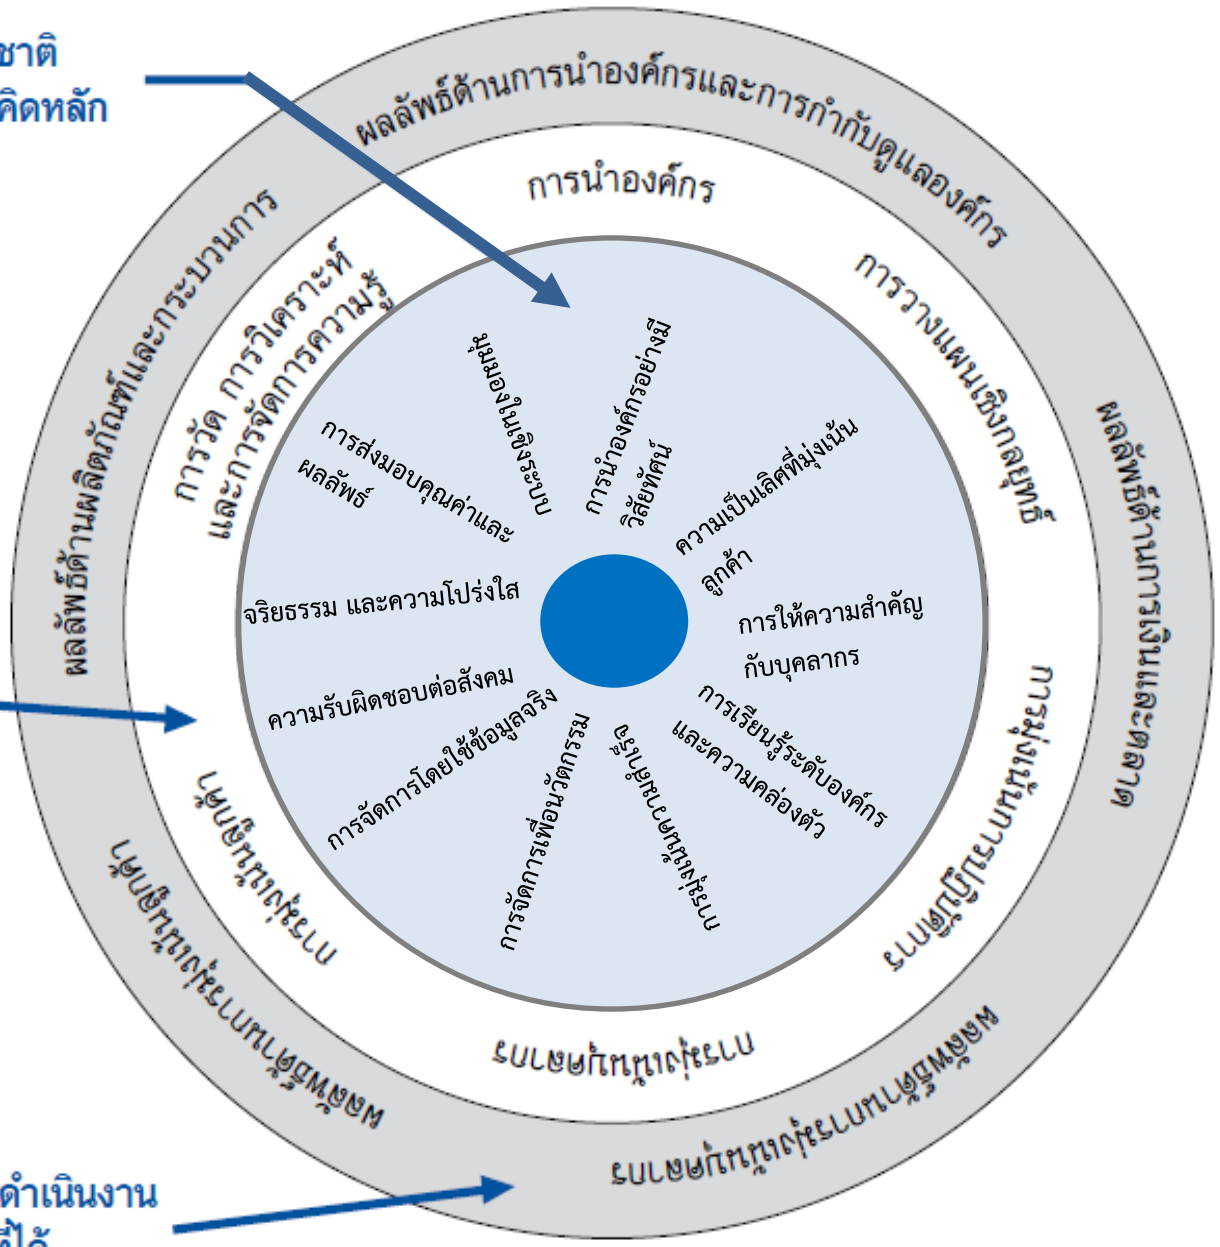 ชาติ
คิดหลัก
ผลลัพธ์ด้านการนำองค์กรและการกำกับดูแลองค์กร
ผลลัพธ์ด้านการเงินและตลาด
ผลลัพธ์ด้านการมุ่งเน้นบุคลากร
ผลลัพธ์ด้านการมุ่งเน้นลูกค้า
ผลลัพธ์ด้านผลิตภัณฑ์และกระบวนการ
การนำองค์กร
การวางแผนเชิงกลยุทธ์
การมุ่งเน้นการปฏิบัติการ
การมุ่งเน้นบุคลากร
การมุ่งเน้นลูกค้า
การวัด การวิเคราะห์
และการจัดการความรู้
มุมมองในเชิงระบบ
การนำองค์กรอย่างมี
วิสัยทัศน์
ความเป็นเลิศที่มุ่งเน้น
ลูกค้า
การให้ความสำคัญ
กับบุคลากร
การเรียนรู้ระดับองค์กร
และความคล่องตัว
การมุ่งเน้นความสำเร็จ
การจัดการเพื่อนวัตกรรม
การจัดการโดยใช้ข้อมูลจริง
ความรับผิดชอบต่อสังคม
จริยธรรม และความโปร่งใส
การส่งมอบคุณค่าและ
ผลลัพธ์
ดำเนินงาน
ที่ได้